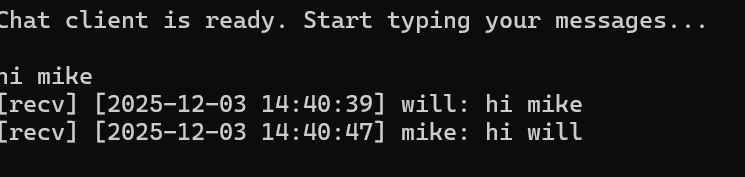 Chat client is ready. Start typing your messages...
hi mike
[recv] [2025-12-03 14:40:39] will: hi mike
[recv] [2025-12-03 14:40:47] mike: hi will